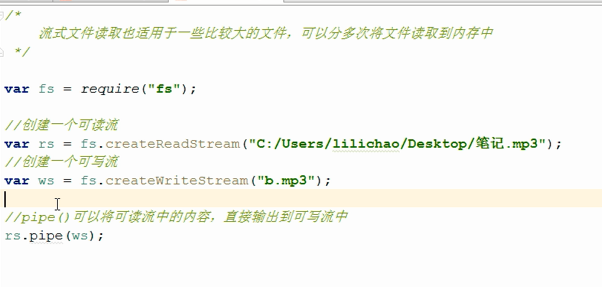 /*
流式文件读取也适用于一些比较大的文件，可以分多次将文件读取到内存中
*/
var fs = require("fs");
//创建一个可读流
var rs = fs.createReadStream("C:/Users/lilichao/Desktop/笔记.mp3");
//创建一个可写流
var ws = fs.createWriteStream("b.mp3");
//pipe()可以将可读流中的内容，直接输出到可写流中
rs.pipe(ws);